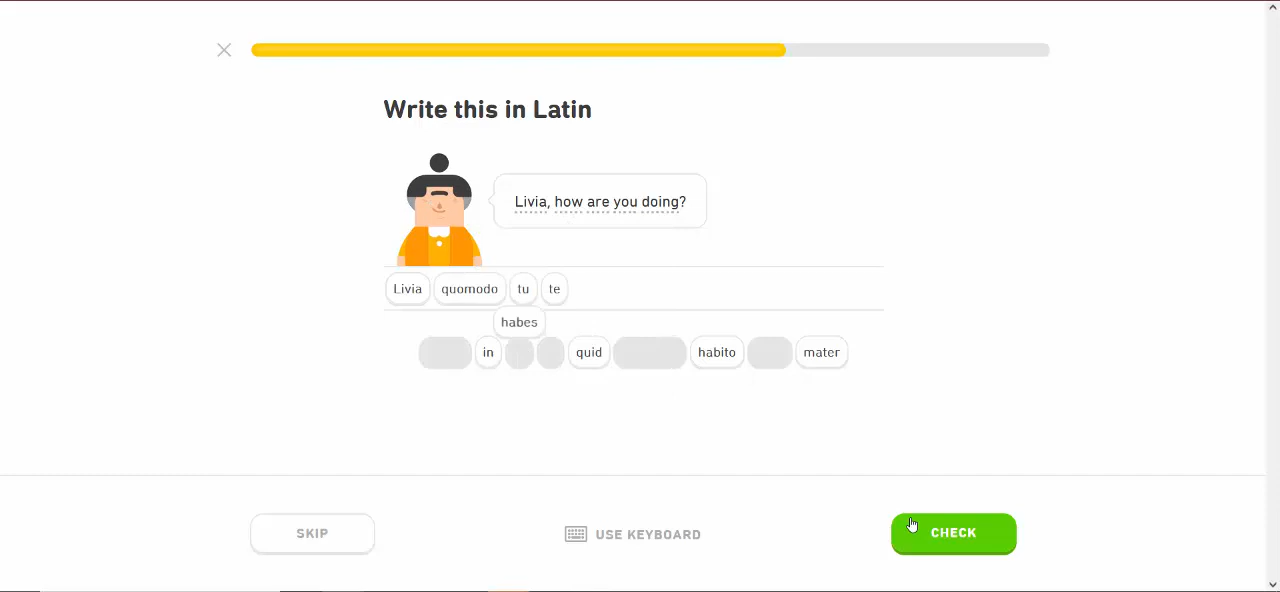 Write this in Latin
Livia, how are you doing?
Livia quomodo tu te
habes
in quid habito mater
SKIP USE KEYBOARD CHECK